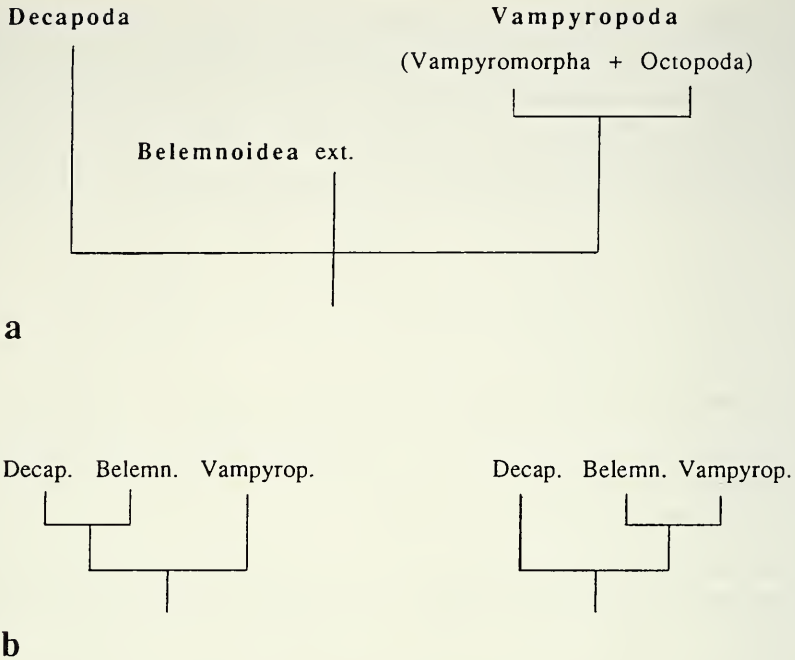 Decapoda Vampyropoda
(Vampyromorpha + Octopoda)
Belemnoidea ext.
a
Decap. Belemn. Vampyrop. Decap. Belemn. Vampyrop.
b